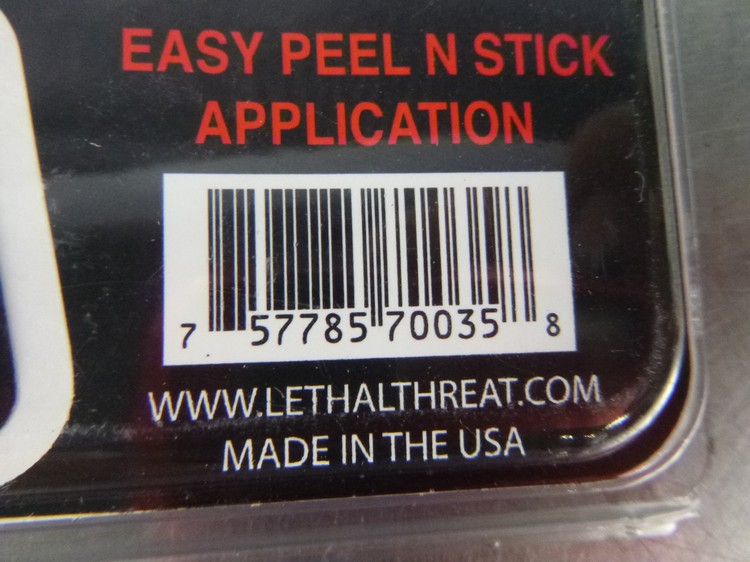 EASY PEEL N STICK
APPLICATION
7 57785 70035 8
WWW.LETHALTHREAT.COM
MADE IN THE USA